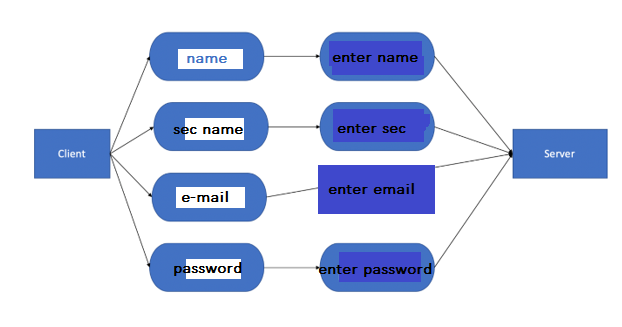 name
enter name
sec name
enter sec
Client
Server
e-mail
enter email
password
enter password